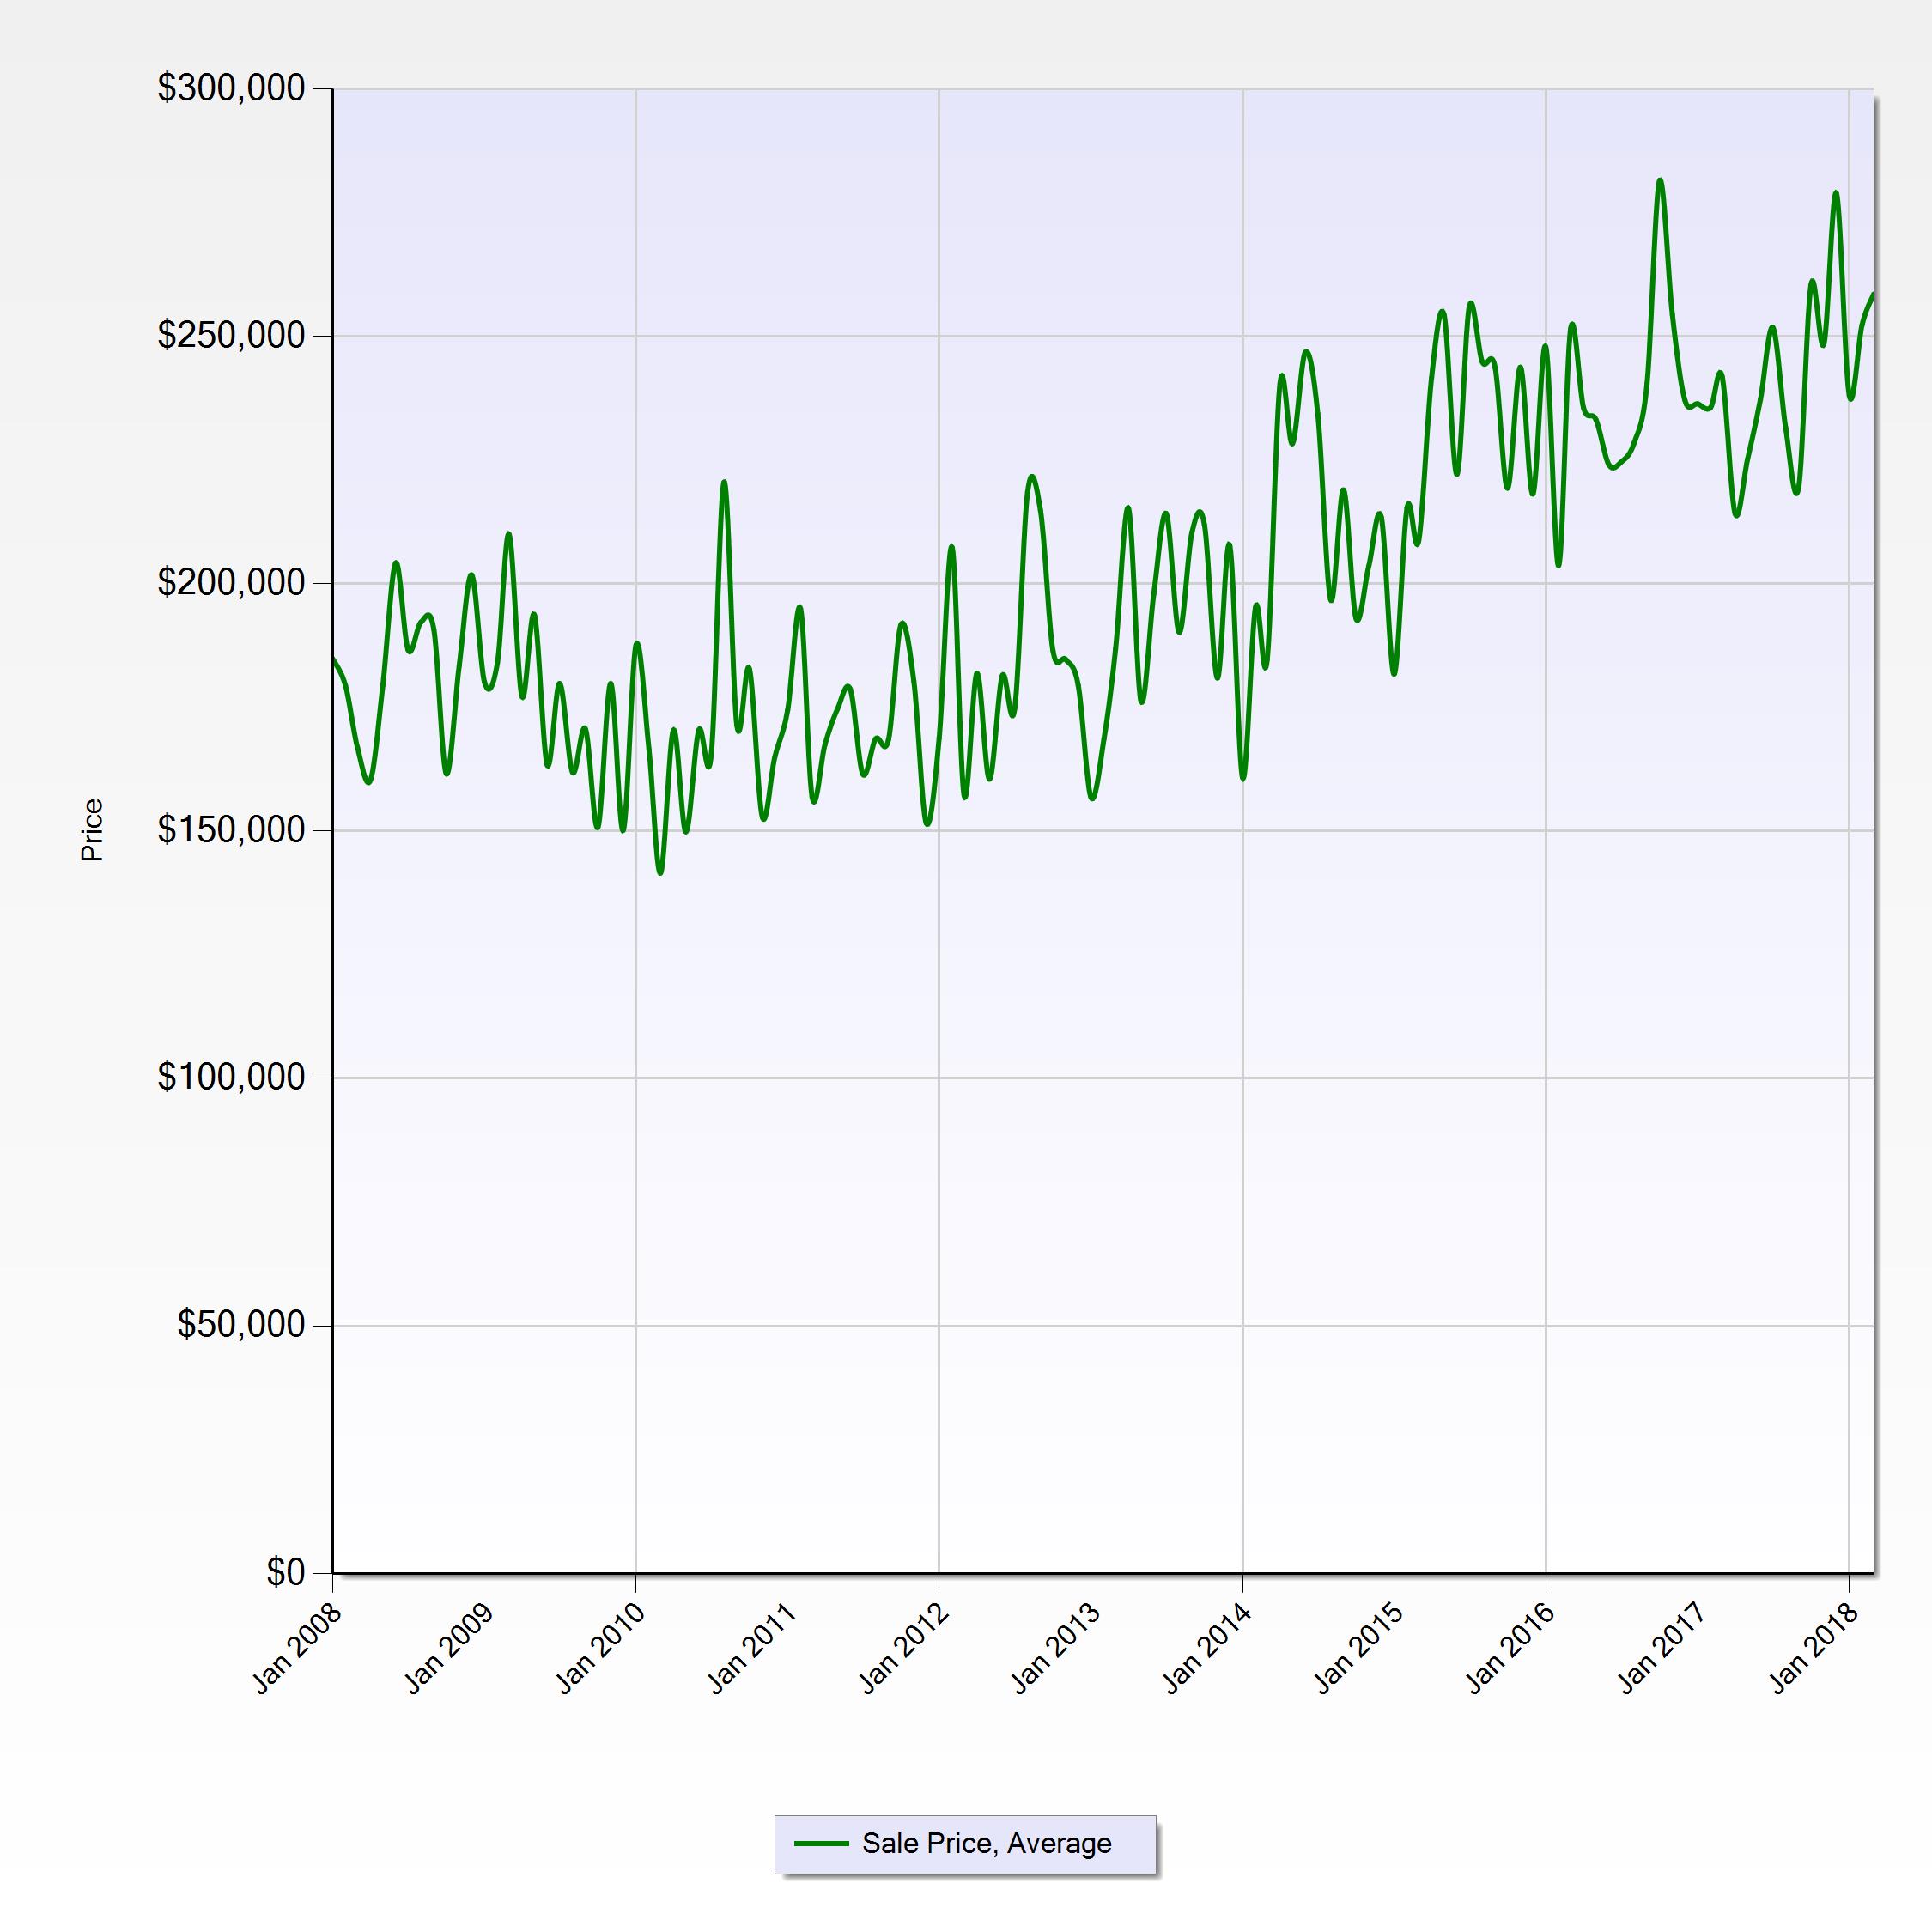 $300,000
$250,000
$200,000
$150,000
$100,000
$50,000
$0
Price
Jan 2008
Jan 2009
Jan 2010
Jan 2011
Jan 2012
Jan 2013
Jan 2014
Jan 2015
Jan 2016
Jan 2017
Jan 2018
Sale Price, Average